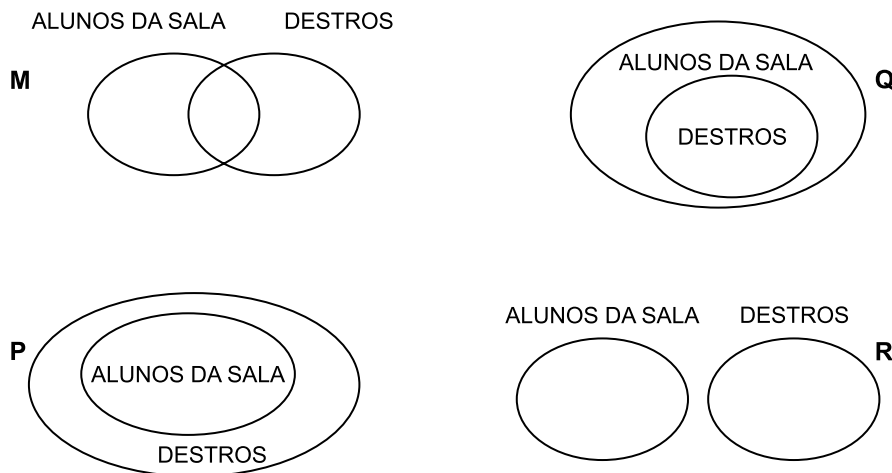 ALUNOS DA SALA DESTROS
M
ALUNOS DA SALA
Q
DESTROS
P
ALUNOS DA SALA
DESTROS
ALUNOS DA SALA DESTROS
R